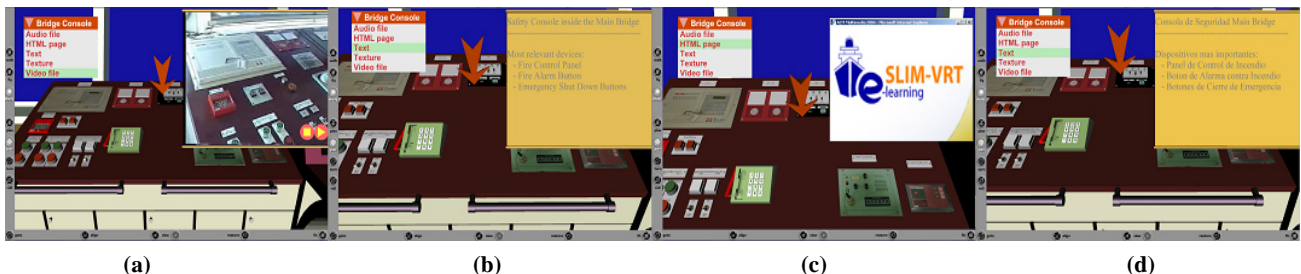 Bridge Console
Audio file
HTML page
Text
Texture
Video file
(a)
Bridge Console
Audio file
HTML page
Text
Texture
Video file
Safety Console inside the Main Bridge
Most relevant devices:
- Fire Control Panel
- Fire Alarm Button
- Emergency Shut Down Buttons
(b)
Bridge Console
Audio file
HTML page
Text
Texture
Video file
SLIM-VRT
e-learning
(c)
Bridge Console
Audio file
HTML page
Text
Texture
Video file
Consola de Seguridad Main Bridge
Dispositivos mas importantes:
- Panel de Control de Incendio
- Boton de Alarma contra Incendio
- Botones de Cierre de Emergencia
(d)